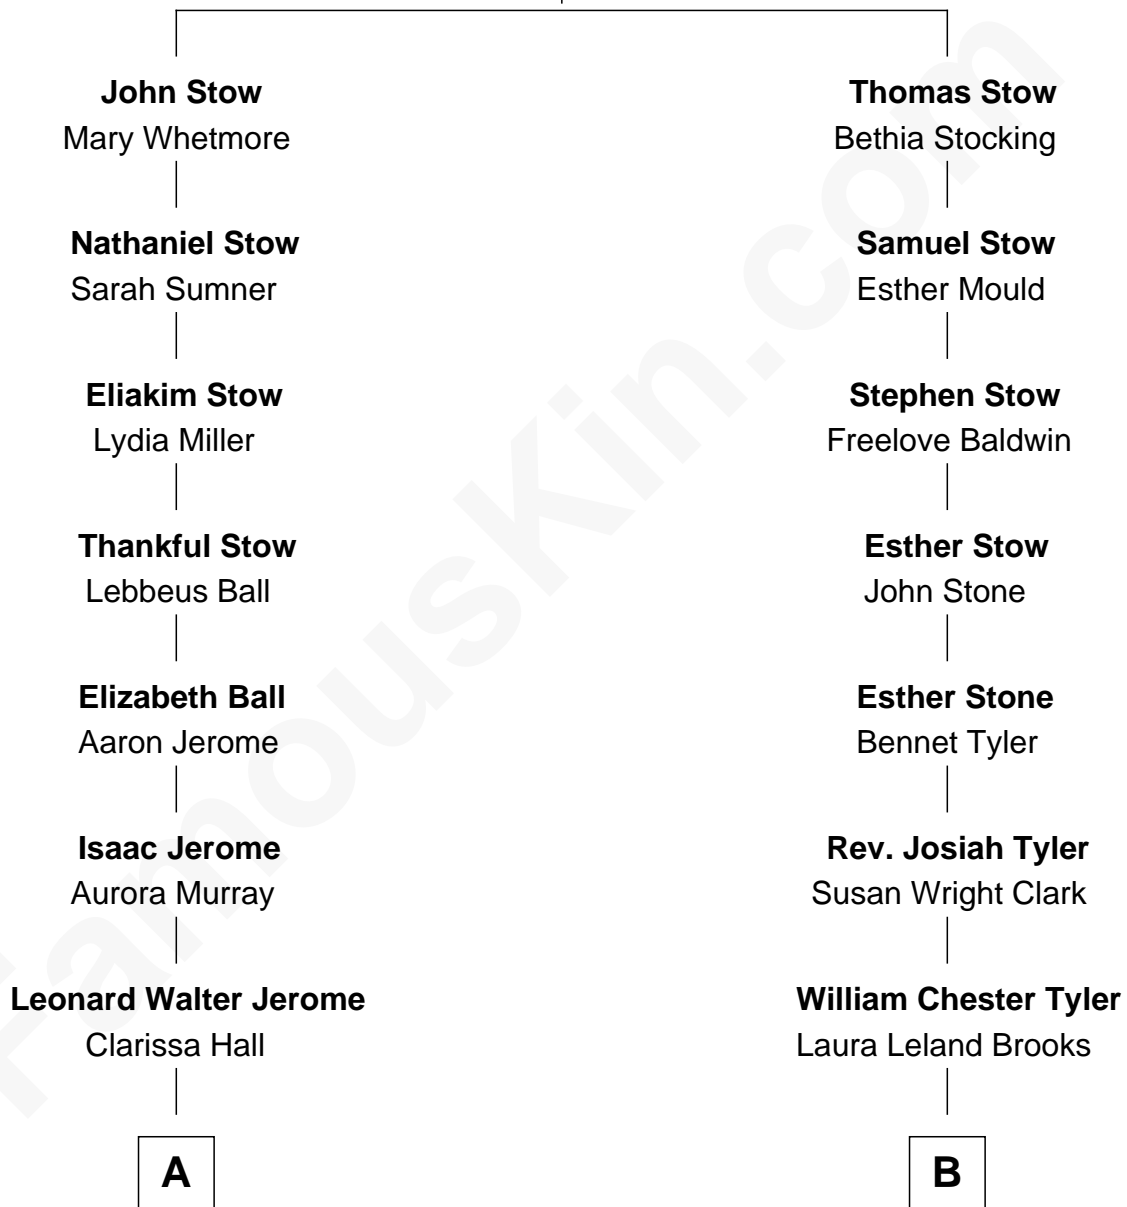 John Stow
Mary Whetmore
Nathaniel Stow
Sarah Sumner
Eliakim Stow
Lydia Miller
Thankful Stow
Lebbeus Ball
Elizabeth Ball
Aaron Jerome
Isaac Jerome
Aurora Murray
Leonard Walter Jerome
Clarissa Hall
A
Thomas Stow
Bethia Stocking
Samuel Stow
Esther Mould
Stephen Stow
Freelove Baldwin
Esther Stow
John Stone
Esther Stone
Bennet Tyler
Rev. Josiah Tyler
Susan Wright Clark
William Chester Tyler
Laura Leland Brooks
B
FamousKin.com